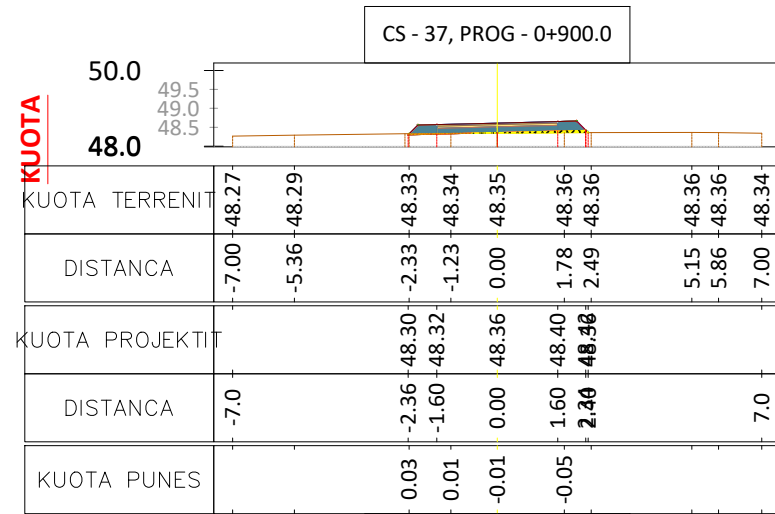 CS - 37, PROG - 0+900.0
KUOTA
50.0
49.5
49.0
48.5
48.0
KUOTA TERRENIT 48.27 48.29 48.33 48.34 48.35 48.36 48.36 48.36 48.36 48.34
DISTANCA -7.00 -5.36 -2.33 -1.23 0.00 1.78 2.49 5.15 5.86 7.00
KUOTA PROJEKTIT 48.30 48.32 48.36 48.40 48.42
DISTANCA -7.0 -2.36 -1.60 0.00 1.60 7.0
KUOTA PUNES 0.03 0.01 -0.01 -0.05